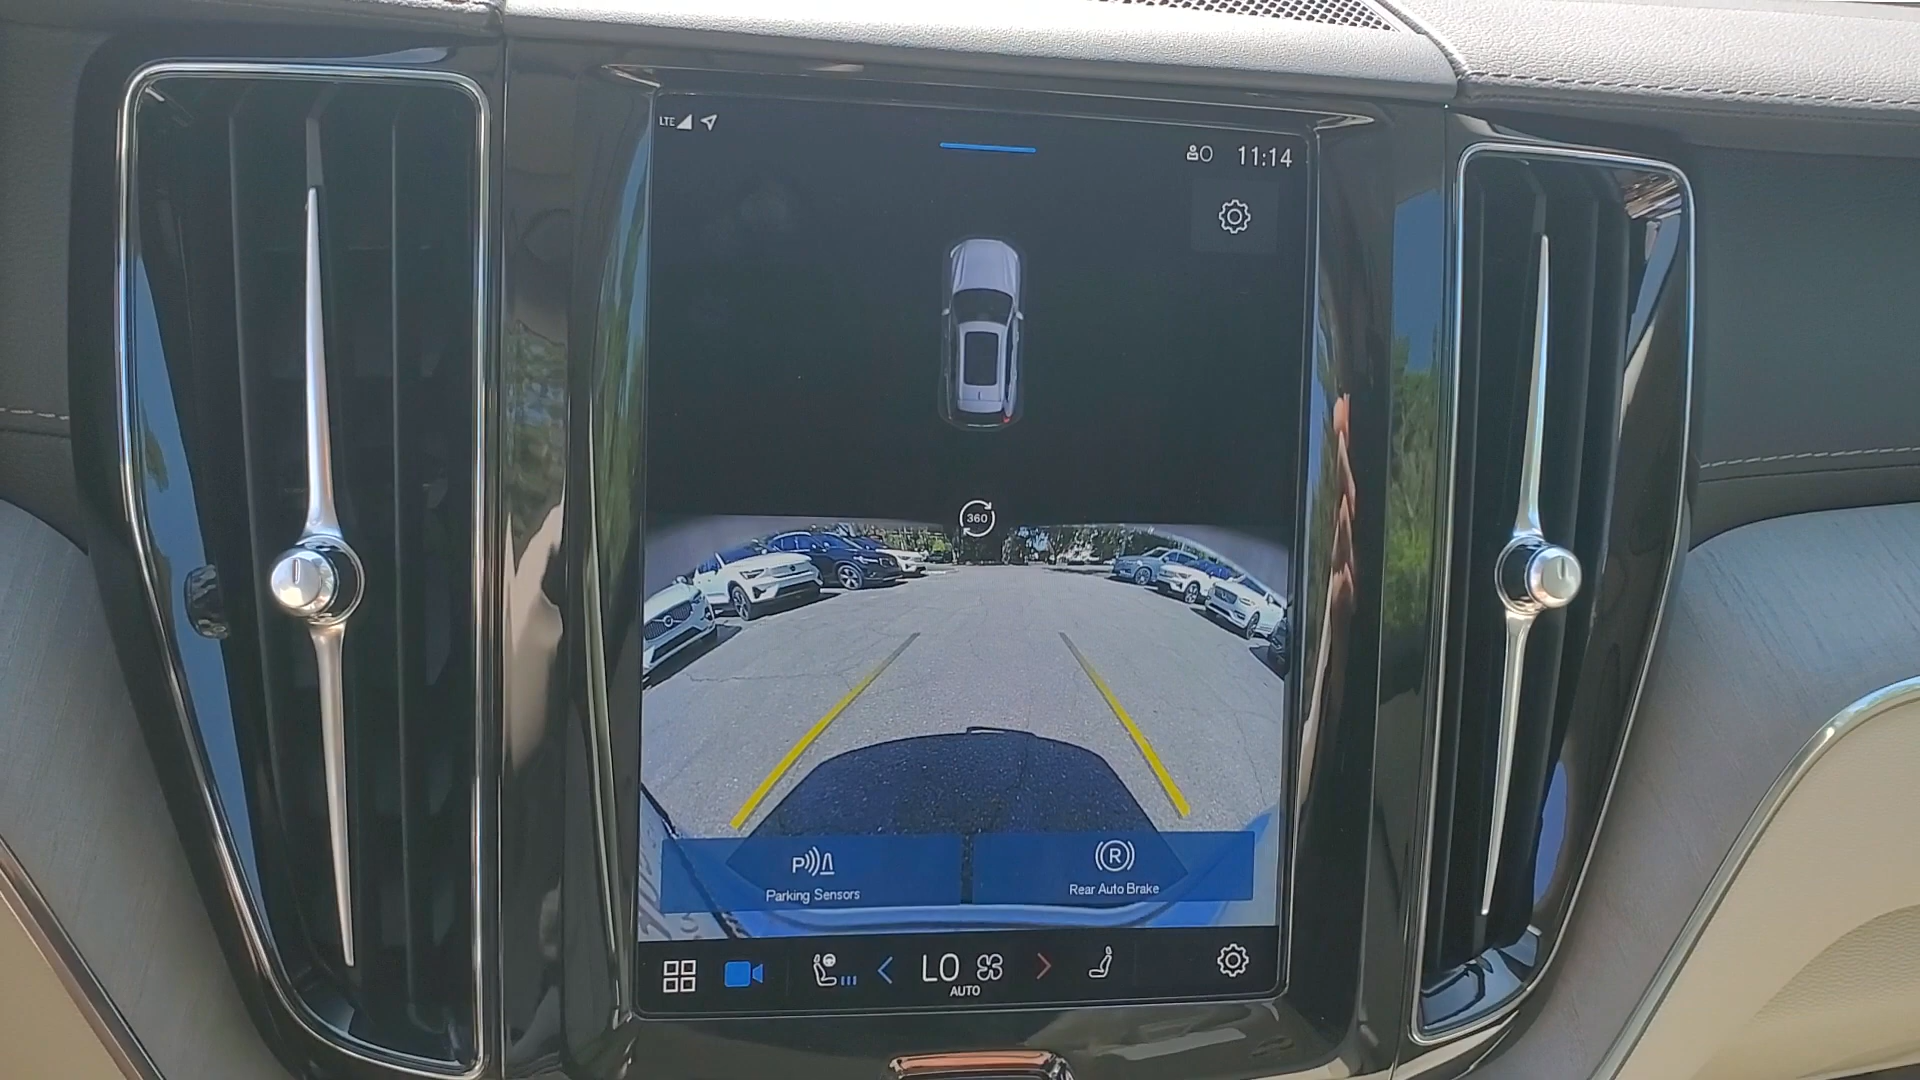 LTE
11:14
360
P
Parking Sensors
R
Rear Auto Brake
LO
AUTO